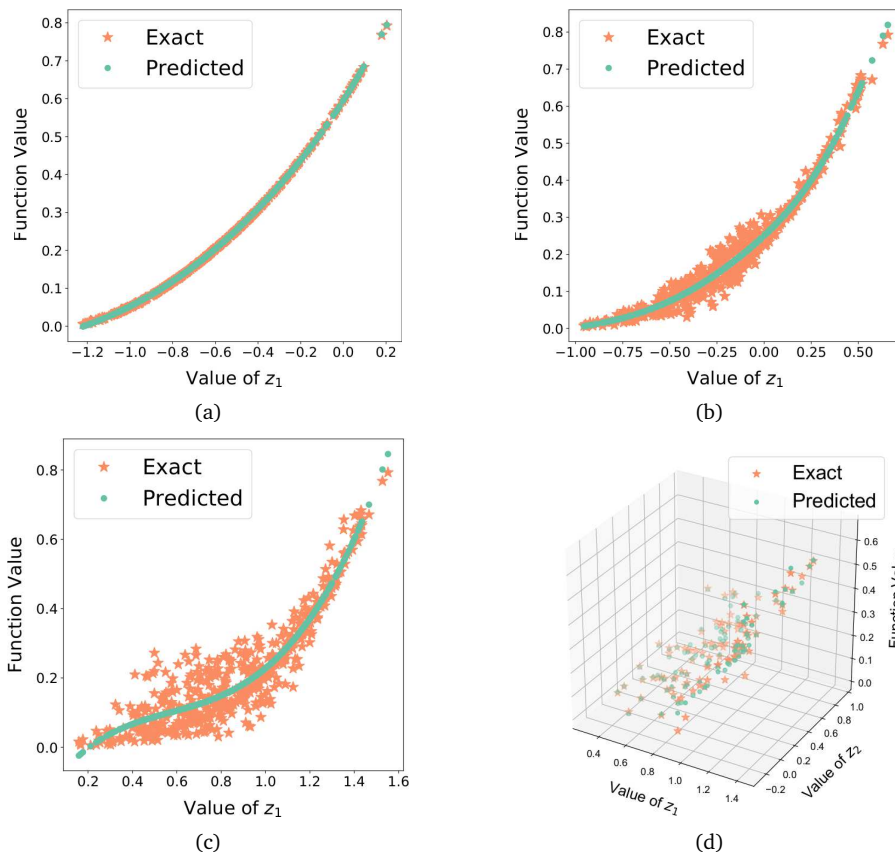 Exact
Predicted
Function Value
0.8
0.7
0.6
0.5
0.4
0.3
0.2
0.1
0.0
−1.2 −1.0 −0.8 −0.6 −0.4 −0.2 0.0 0.2
Value of z₁
(a)
Exact
Predicted
Function Value
0.8
0.7
0.6
0.5
0.4
0.3
0.2
0.1
0.0
−1.00 −0.75 −0.50 −0.25 0.00 0.25 0.50
Value of z₁
(b)
Exact
Predicted
Function Value
0.8
0.6
0.4
0.2
0.0
0.2 0.4 0.6 0.8 1.0 1.2 1.4 1.6
Value of z₁
(c)
Exact
Predicted
0.6
0.5
0.4
0.3
0.2
0.1
0.0
Function
1.0
0.8
0.6
0.4
0.2
0.0
−0.2
Value of z₂
0.4 0.6 0.8 1.0 1.2 1.4
Value of z₁
(d)